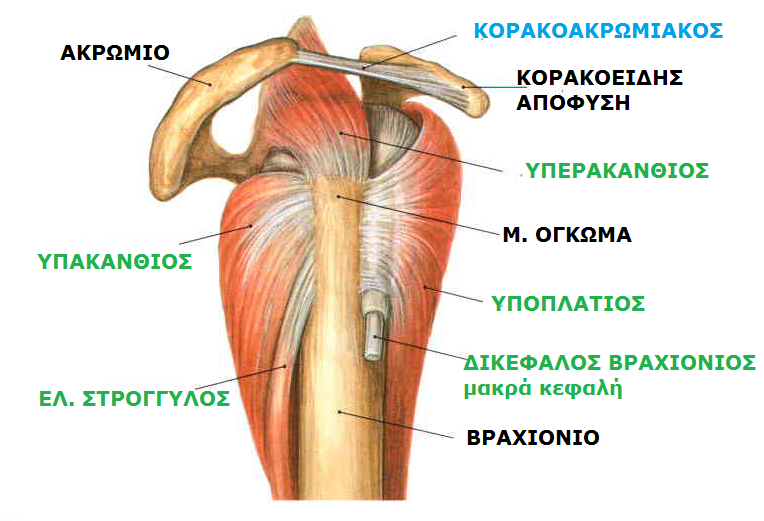 ΚΟΡΑΚΟΑΚΡΩΜΙΑΚΟΣ
ΑΚΡΩΜΙΟ
ΚΟΡΑΚΟΕΙΔΗΣ
ΑΠΟΦΥΣΗ
ΥΠΕΡΑΚΑΝΘΙΟΣ
Μ. ΟΓΚΩΜΑ
ΥΠΑΚΑΝΘΙΟΣ
ΥΠΟΠΛΑΤΙΟΣ
ΔΙΚΕΦΑΛΟΣ ΒΡΑΧΙΟΝΙΟΣ
μακρά κεφαλή
ΕΛ. ΣΤΡΟΓΓΥΛΟΣ
ΒΡΑΧΙΟΝΙΟ